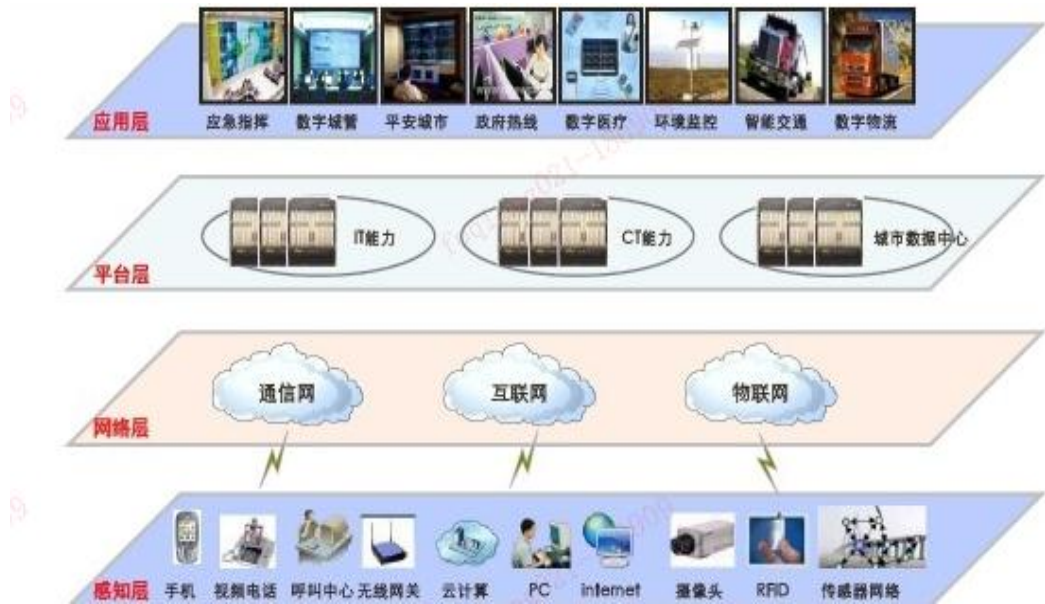 应急指挥 数字城管 平安城市 政府热线 数字医疗 环境监控 智能交通 数字物流
应用层
IT能力 CT能力 城市数据中心
平台层
通信网 互联网 物联网
网络层
手机 视频电话 呼叫中心 无线网关 云计算 PC internet 摄像头 RFID 传感器网络
感知层